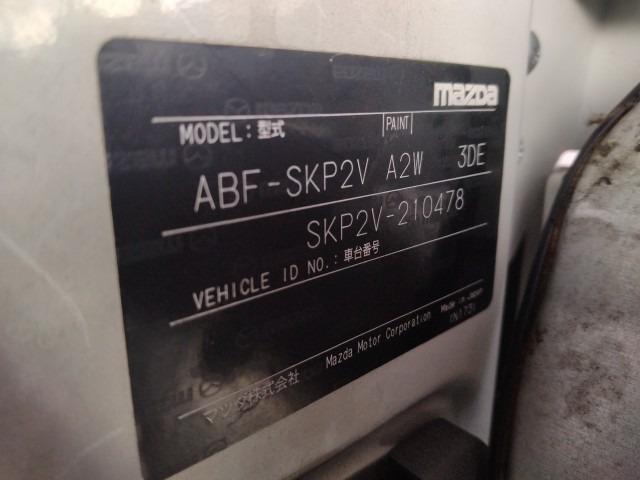 mazda
MODEL: 型式 PAINT
ABF-SKP2V A2W 3DE
SKP2V-210478
VEHICLE ID NO.: 車台番号
マツダ株式会社 Mazda Motor Corporation Made in Japan